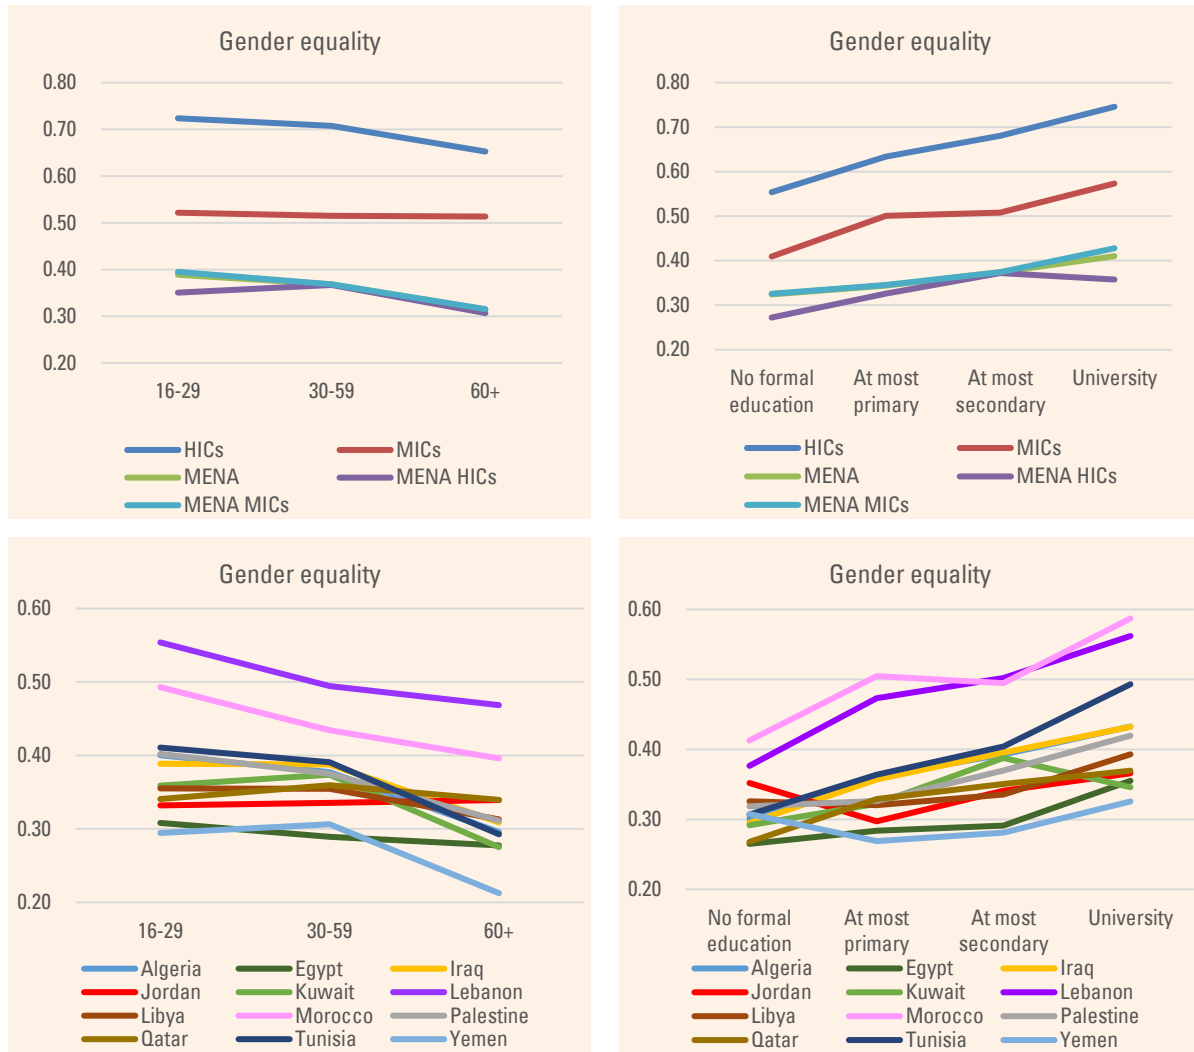 Gender equality
0.80
0.70
0.60
0.50
0.40
0.30
0.20
16-29 30-59 60+
HICs MICs
MENA MENA HICs
MENA MICs
Gender equality
0.80
0.70
0.60
0.50
0.40
0.30
0.20
No formal At most At most University
education primary secondary
HICs MICs
MENA MENA HICs
MENA MICs
Gender equality
0.60
0.50
0.40
0.30
0.20
16-29 30-59 60+
Algeria Egypt Iraq
Jordan Kuwait Lebanon
Libya Morocco Palestine
Qatar Tunisia Yemen
Gender equality
0.60
0.50
0.40
0.30
0.20
No formal At most At most University
education primary secondary
Algeria Egypt Iraq
Jordan Kuwait Lebanon
Libya Morocco Palestine
Qatar Tunisia Yemen